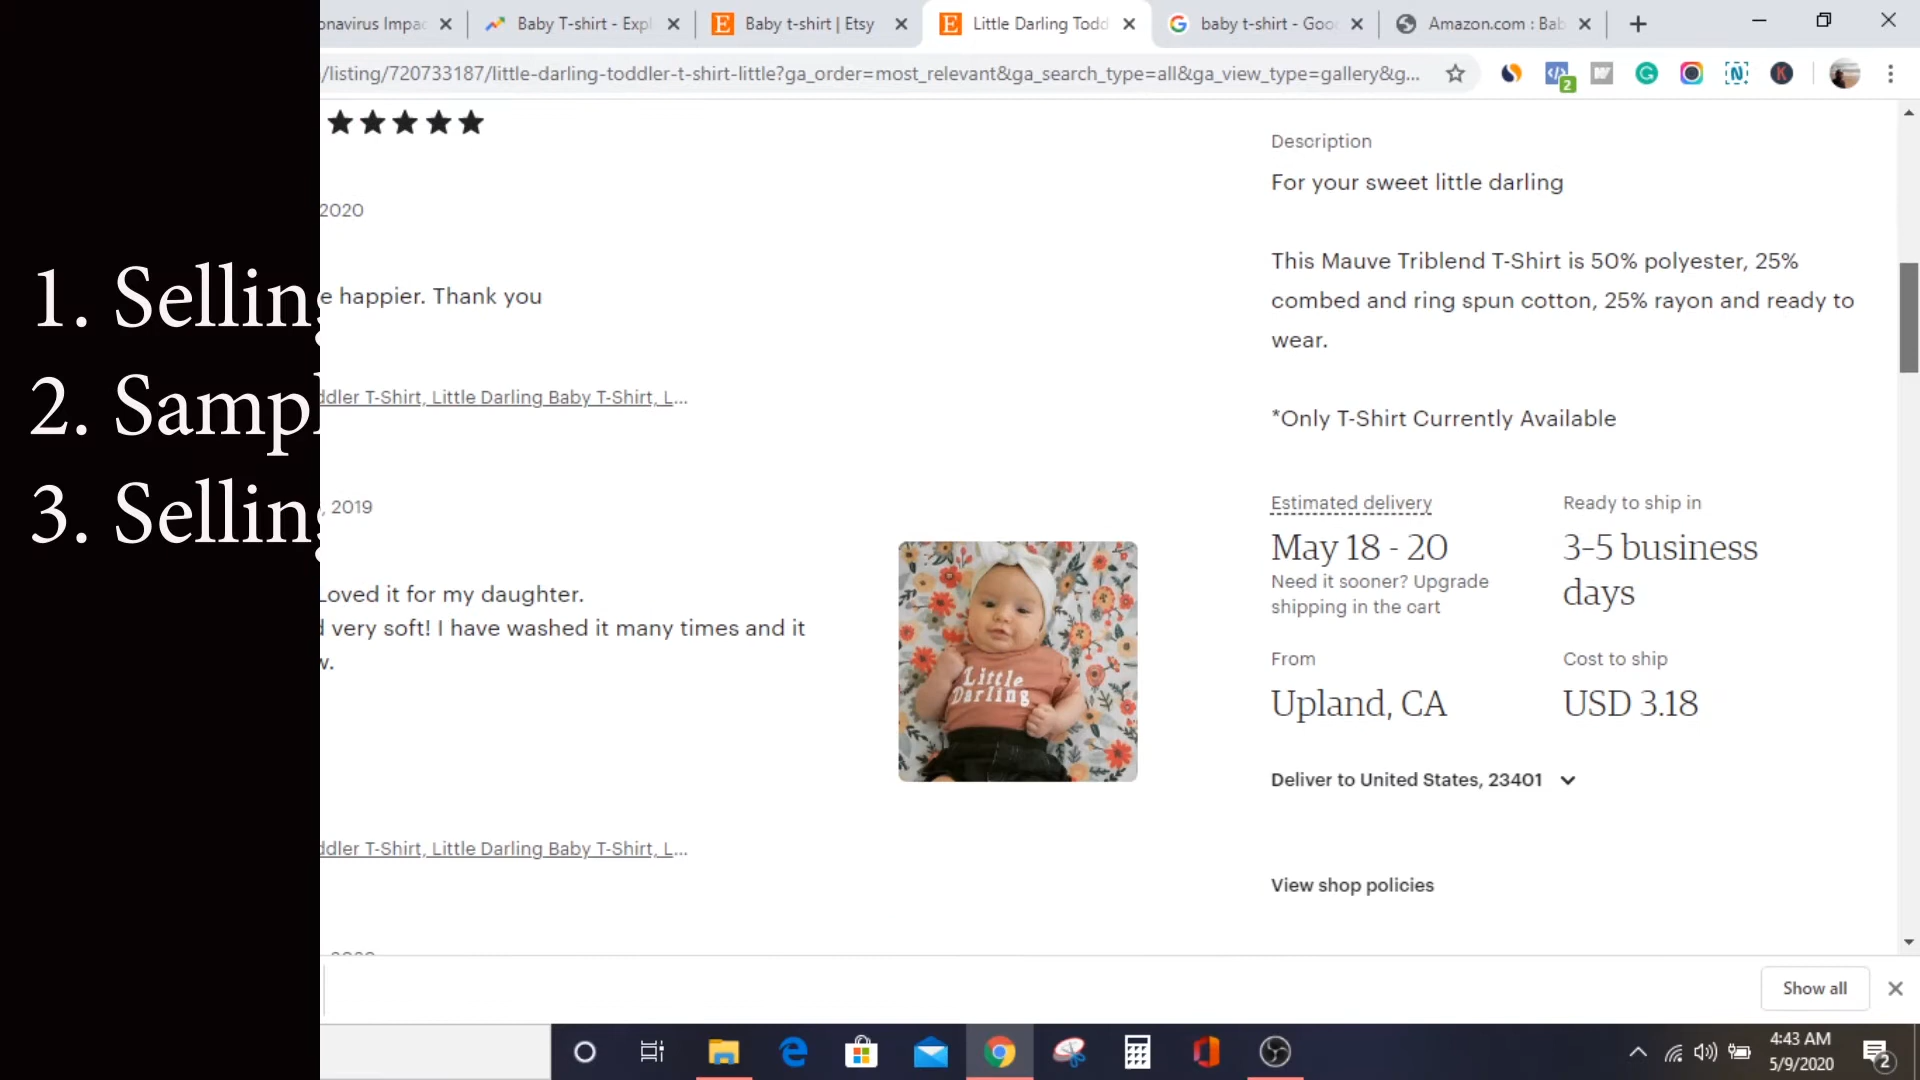 onavirus Impac
Baby T-shirt - Expl
Baby t-shirt | Etsy
Little Darling Todd
baby t-shirt - Goo
Amazon.com : Bab
/listing/720733187/little-darling-toddler-t-shirt-little?ga_order=most_relevant&ga_search_type=all&ga_view_type=gallery&g...
2
2020
e happier. Thank you
ddler T-Shirt, Little Darling Baby T-Shirt, L...
, 2019
Loved it for my daughter.
d very soft! I have washed it many times and it
w.
Little
Darling
ddler T-Shirt, Little Darling Baby T-Shirt, L...
1. Selling
2. Sampl
3. Selling
Description
For your sweet little darling
This Mauve Triblend T-Shirt is 50% polyester, 25%
combed and ring spun cotton, 25% rayon and ready to
wear.
*Only T-Shirt Currently Available
Estimated delivery
May 18 - 20
Need it sooner? Upgrade
shipping in the cart
Ready to ship in
3-5 business
days
From
Upland, CA
Cost to ship
USD 3.18
Deliver to United States, 23401
View shop policies
Show all
4:43 AM
5/9/2020
2